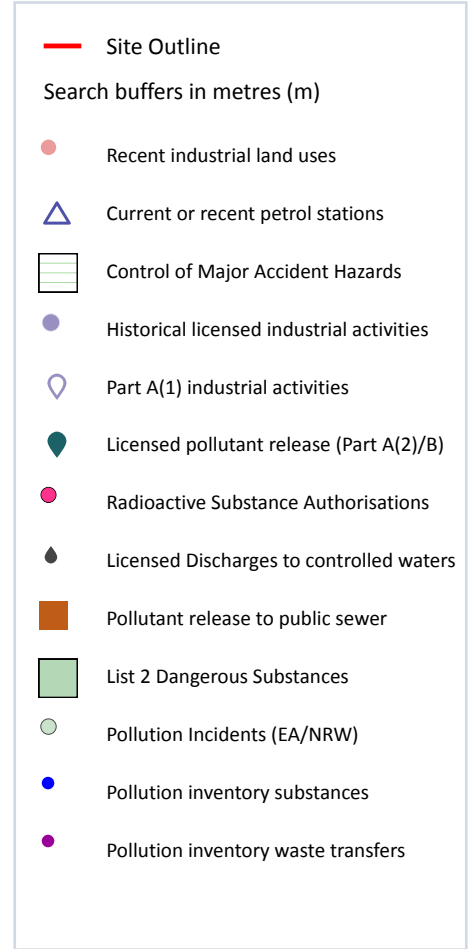 Site Outline
Search buffers in metres (m)
Recent industrial land uses
Current or recent petrol stations
Control of Major Accident Hazards
Historical licensed industrial activities
Part A(1) industrial activities
Licensed pollutant release (Part A(2)/B)
Radioactive Substance Authorisations
Licensed Discharges to controlled waters
Pollutant release to public sewer
List 2 Dangerous Substances
Pollution Incidents (EA/NRW)
Pollution inventory substances
Pollution inventory waste transfers